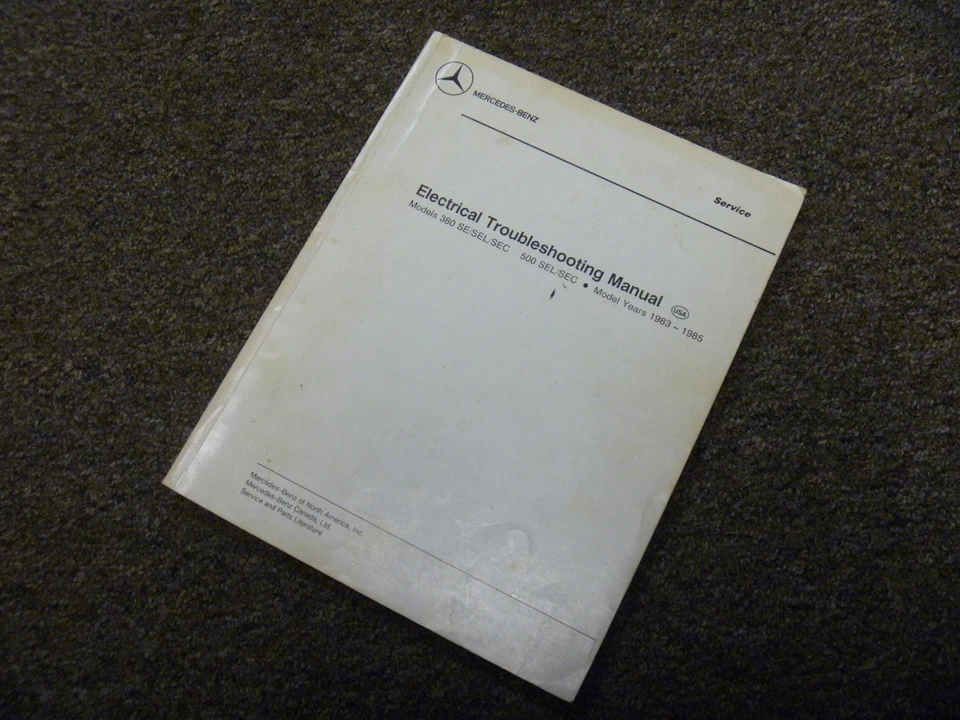 MERCEDES-BENZ
Service
Electrical Troubleshooting Manual USA
Models 380 SE/SEL/SEC 500 SEL/SEC • Model Years 1983 – 1985
Mercedes-Benz of North America, Inc.
Mercedes-Benz Canada, Ltd.
Service and Parts Literature